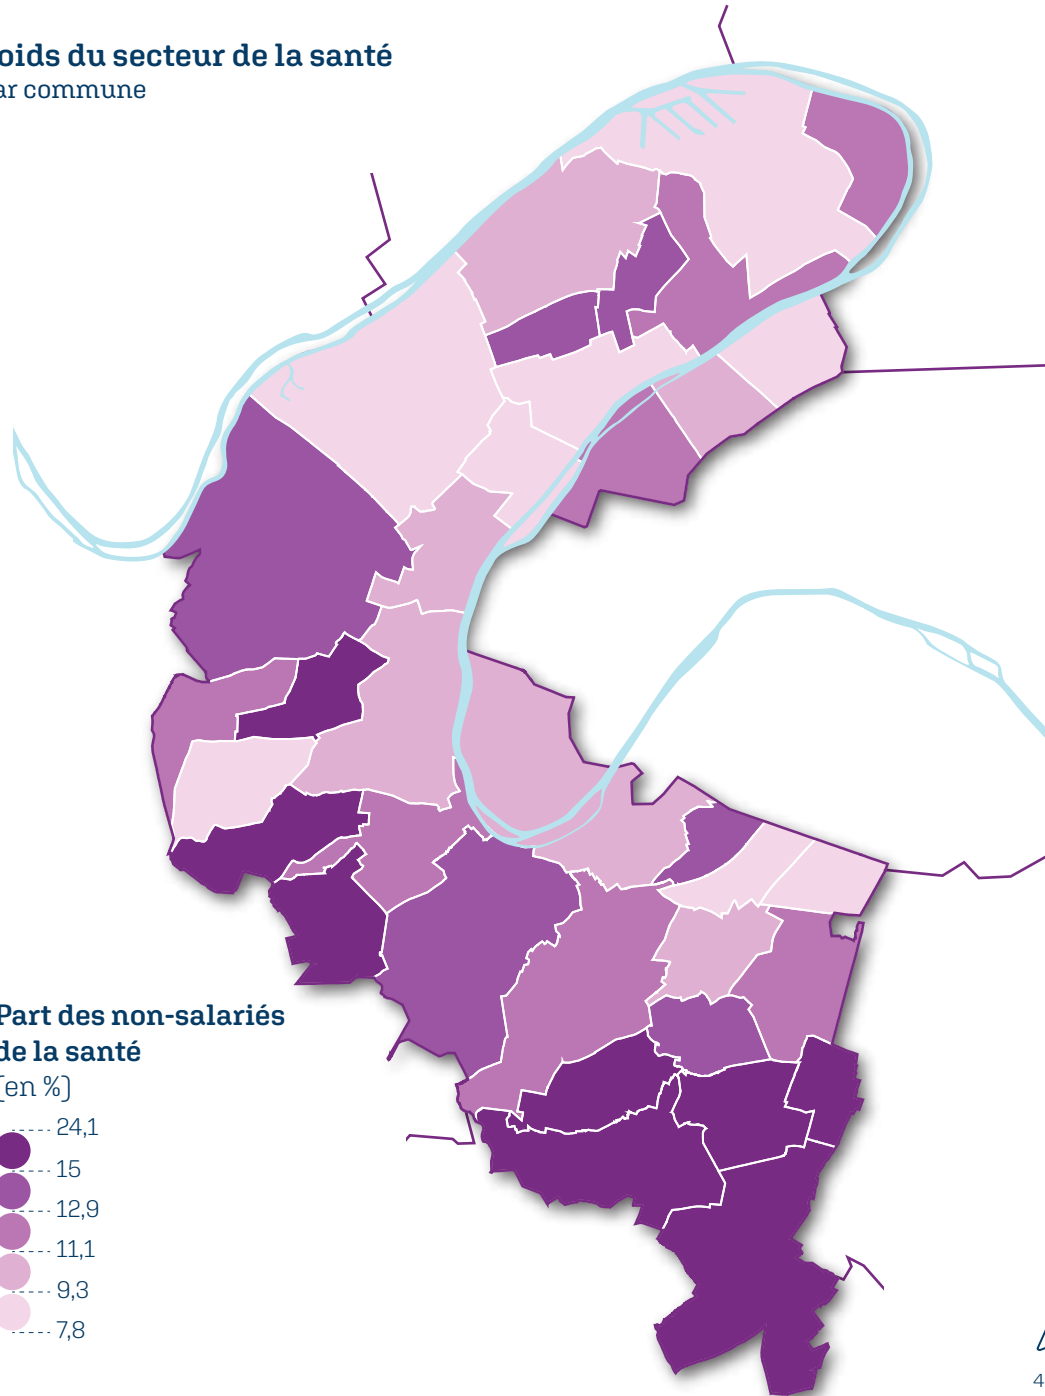 oids du secteur de la santé
ar commune
Part des non-salariés
de la santé
(en %)
24,1
15
12,9
11,1
9,3
7,8
4